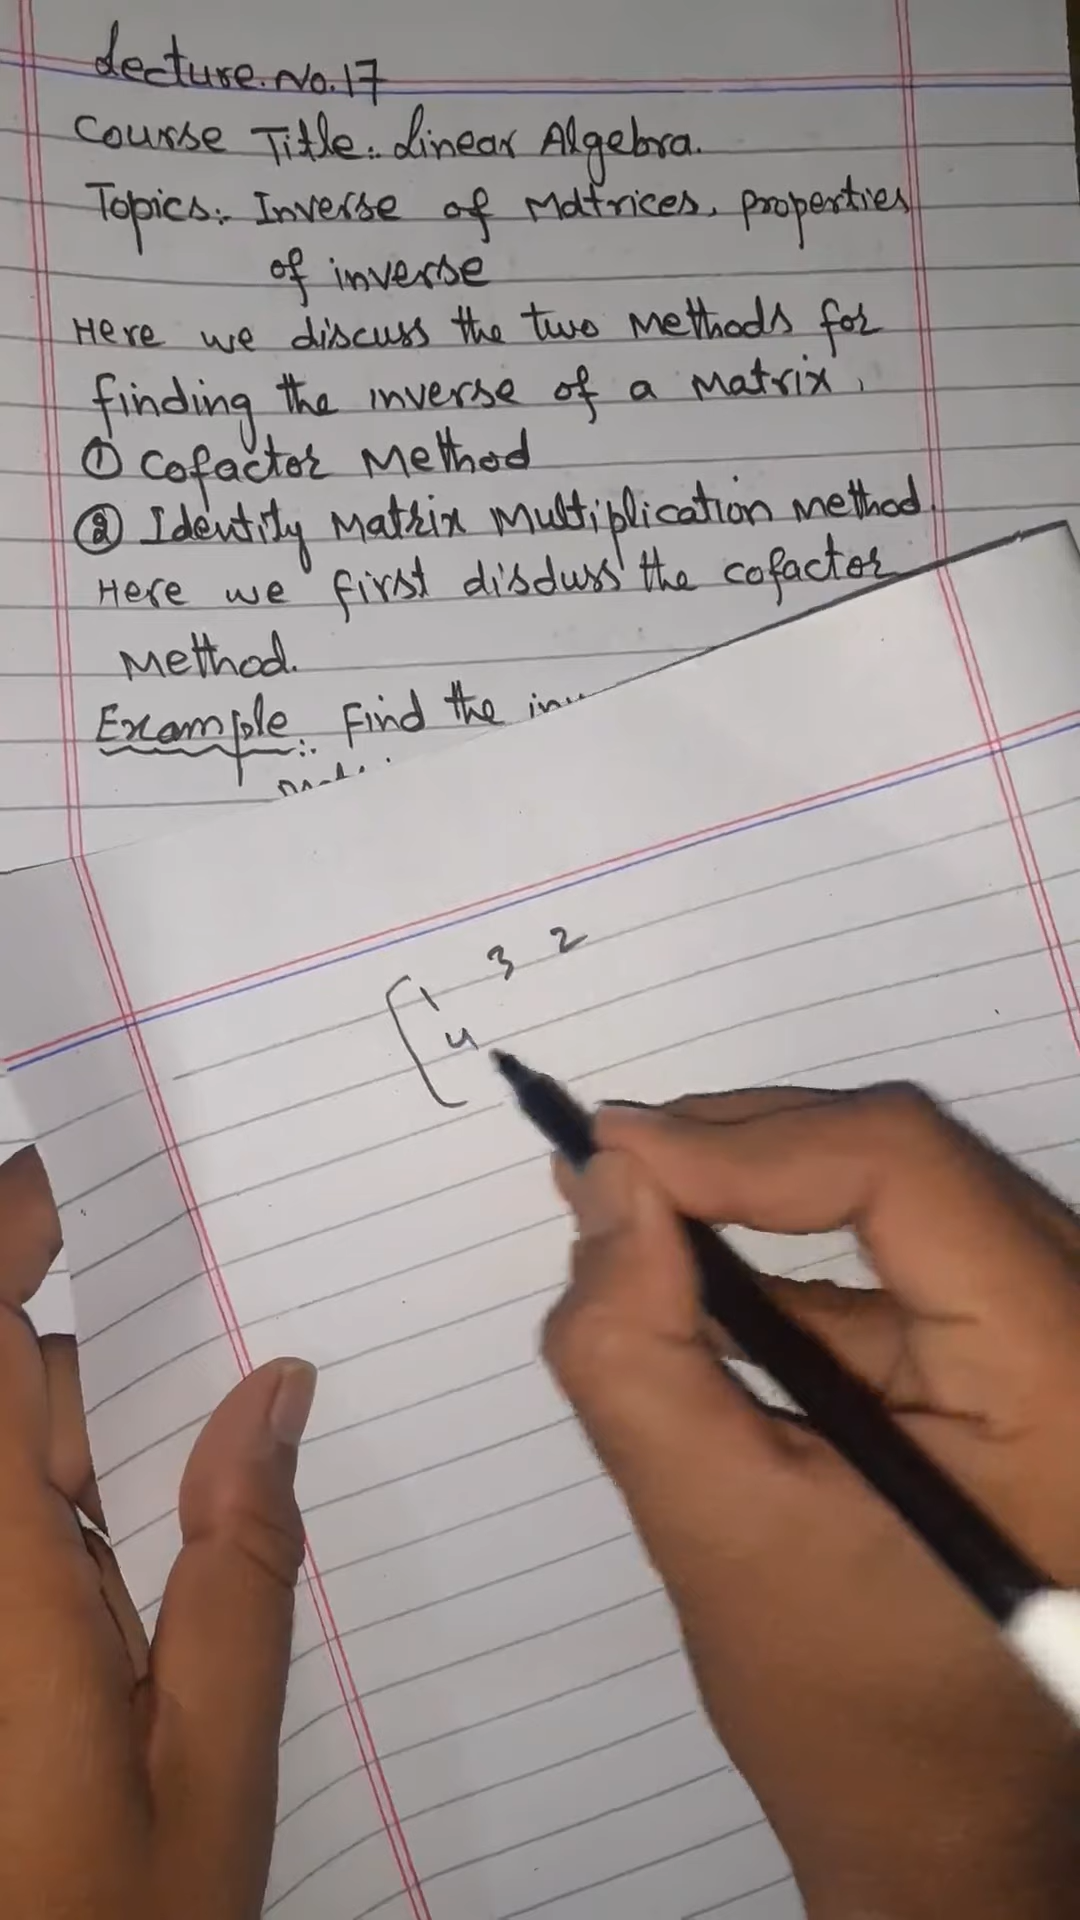 Lecture.No.17
Course Title:. Linear Algebra.
Topics:. Inverse of Matrices, properties
of inverse
Here we discuss the two Methods for
finding the inverse of a Matrix,
① Cofactor Method
② Identity Matrix Multiplication method.
Here we first disduss the cofactor
Method.
Example:. Find the
1 3 2
4